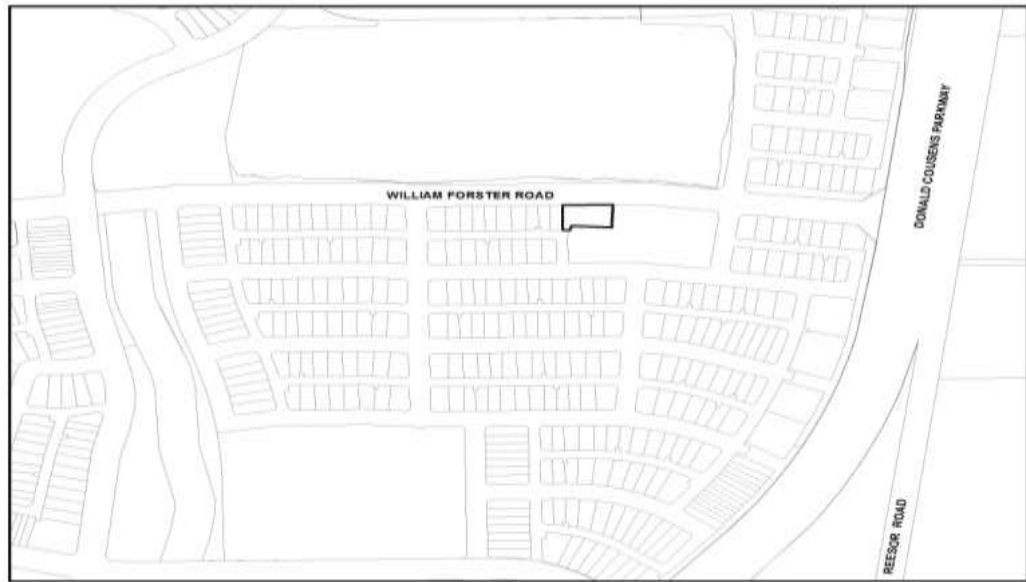 WILLIAM FORSTER ROAD
DONALD COUSENS PARKWAY
REESOR ROAD